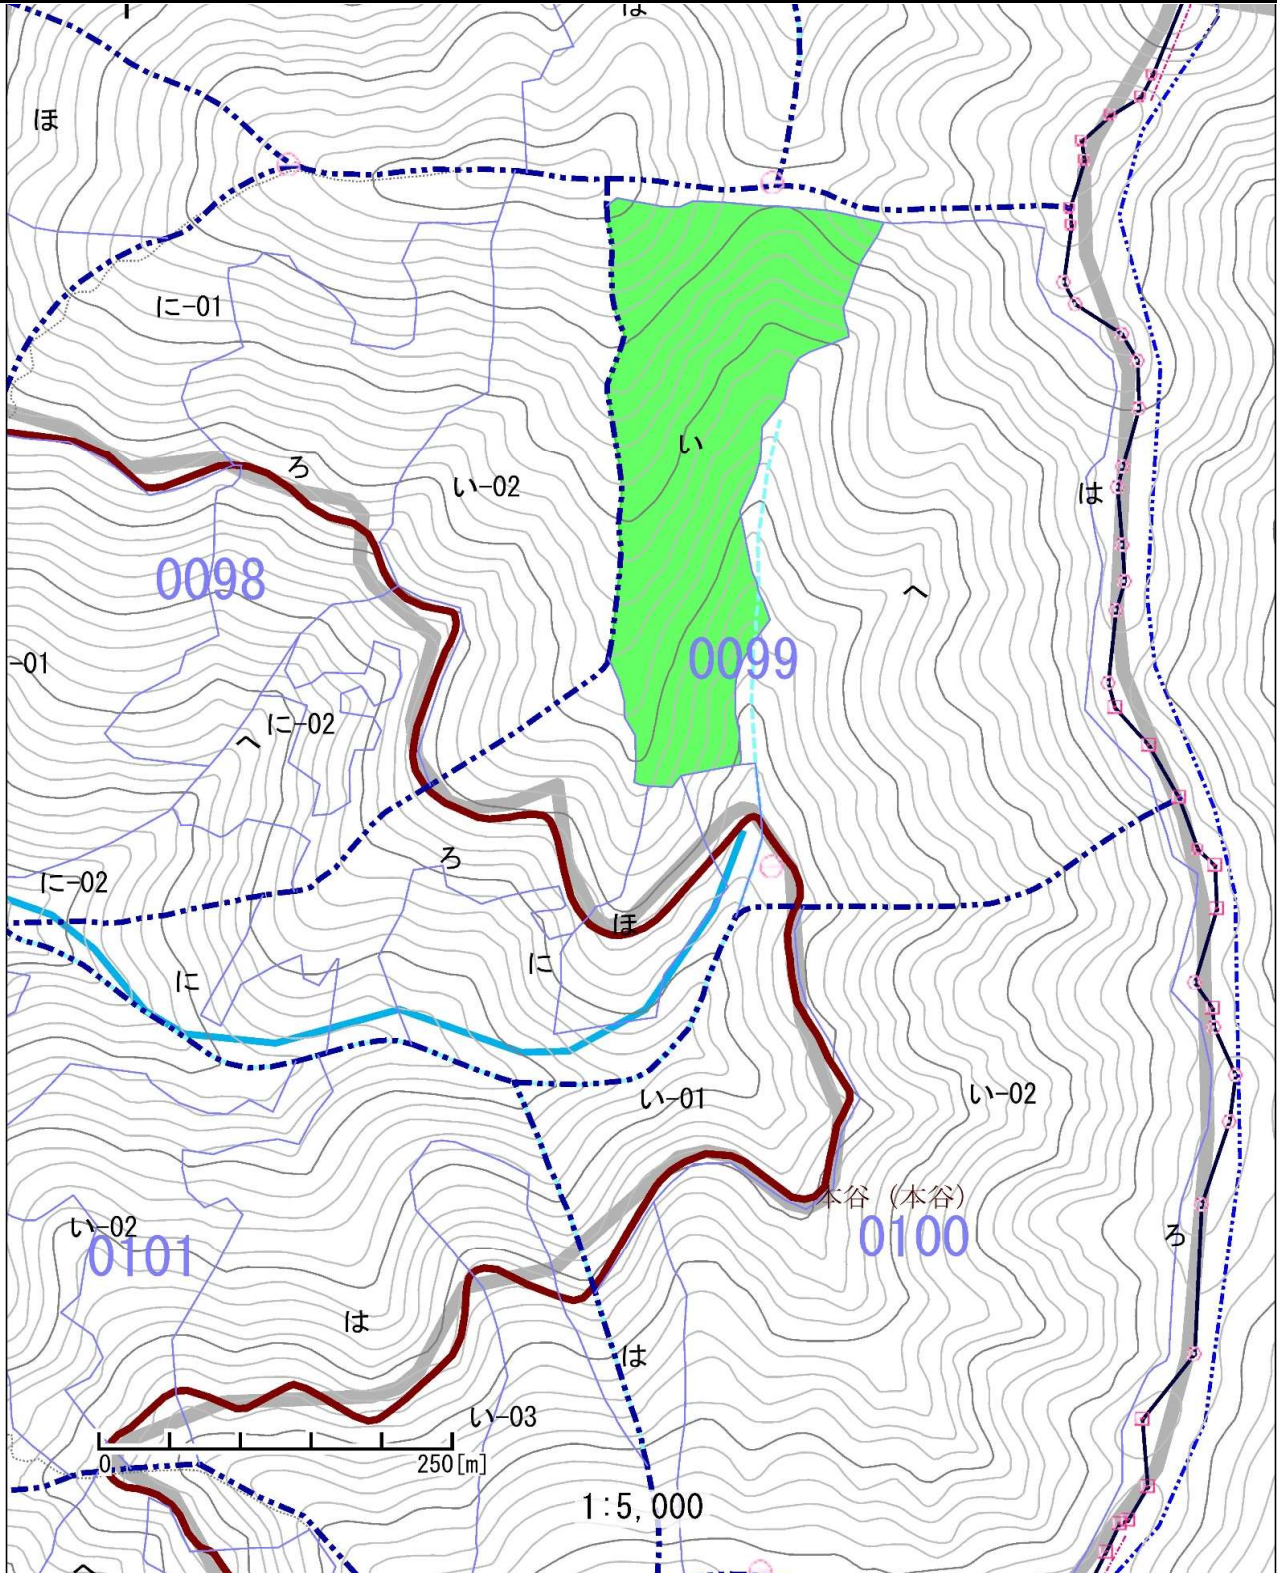 は
ほ
に-01
ろ
い-02
い
は
0098
へ
-01
0099
に-02
へ
ろ
に-02
ほ
に
に
い-01
い-02
本谷 (本谷)
0100
い-02
0101
ろ
は
は
い-03
0
250[m]
1:5,000
へ